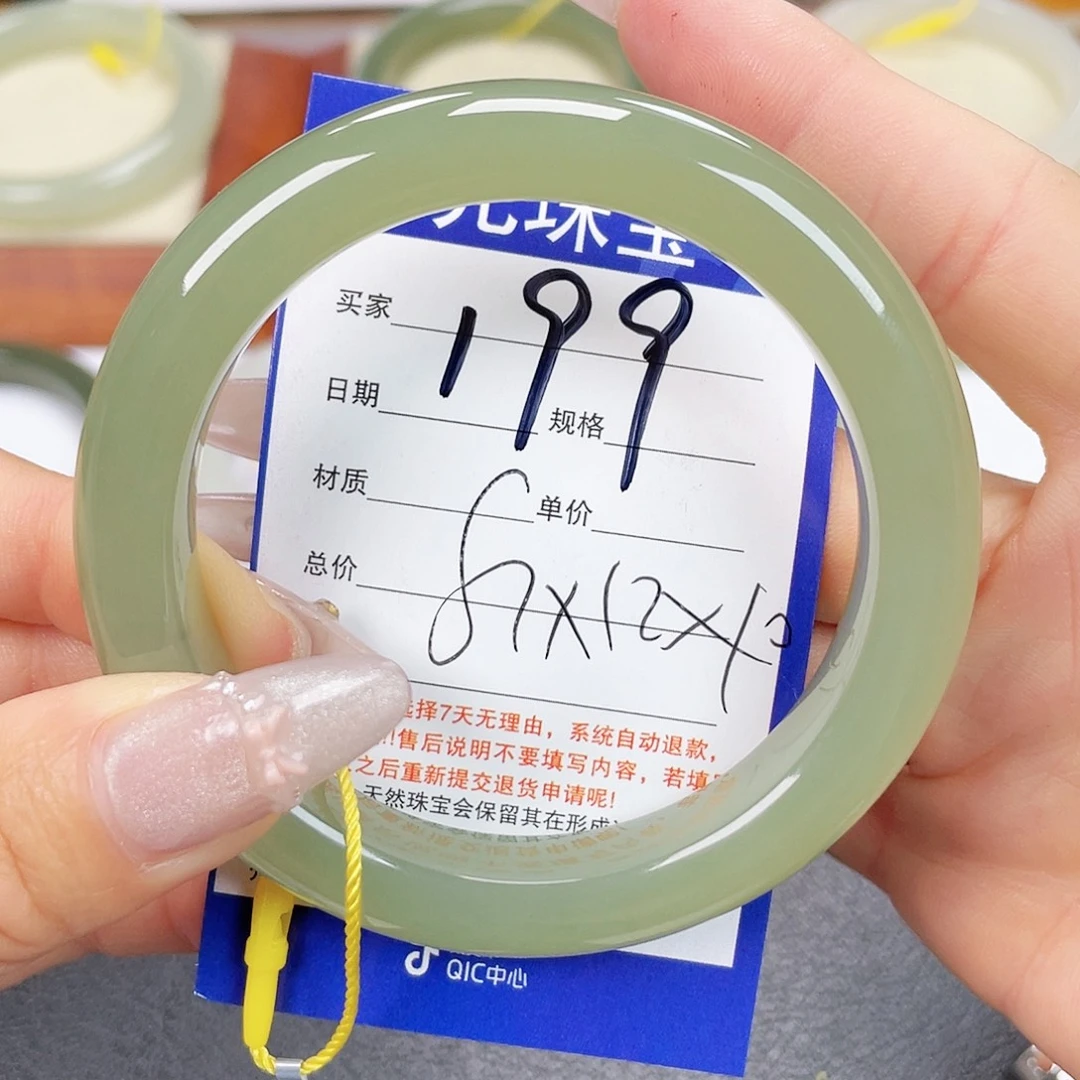 元珠宝
买家
199
日期 规格
材质 单价
总价
选择7天无理由，系统自动退款，
售后说明不要填写内容，若填写
之后重新提交退货申请呢!
天然珠宝会保留其在形成
QIC中心